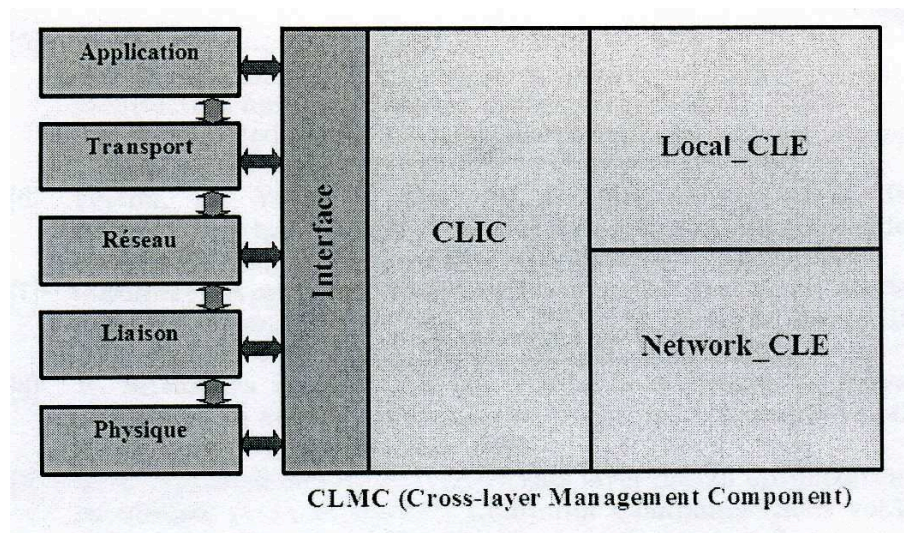 Application
Transport
Réseau
Liaison
Physique
Interface
CLIC
Local_CLE
Network_CLE
CLMC (Cross-layer Management Component)